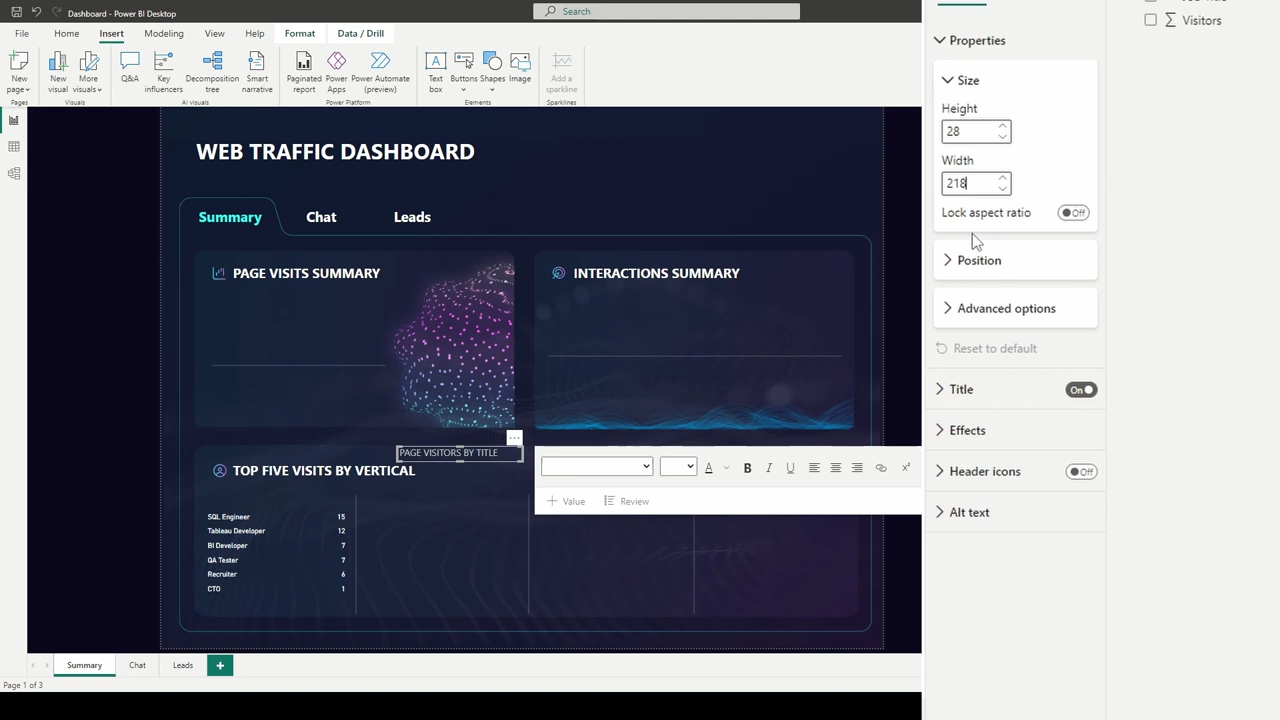 Dashboard - Power BI Desktop
Search
File Home Insert Modeling View Help Format Data / Drill
New page
New visual
More visuals
Q&A
Key influencers
Decomposition tree
Smart narrative
Paginated report
Power Apps
Power Automate (preview)
Text box
Buttons
Shapes
Image
Add a sparkline
Pages Visuals AI visuals Power Platform Elements Sparklines
WEB TRAFFIC DASHBOARD
Summary Chat Leads
PAGE VISITS SUMMARY
INTERACTIONS SUMMARY
PAGE VISITORS BY TITLE
TOP FIVE VISITS BY VERTICAL
SQL Engineer 15
Tableau Developer 12
BI Developer 7
QA Tester 7
Recruiter 6
CTO 1
A B I U
Value Review
Summary Chat Leads
Page 1 of 3
Visitors
Properties
Size
Height
28
Width
218
Lock aspect ratio Off
Position
Advanced options
Reset to default
Title On
Effects
Header icons Off
Alt text